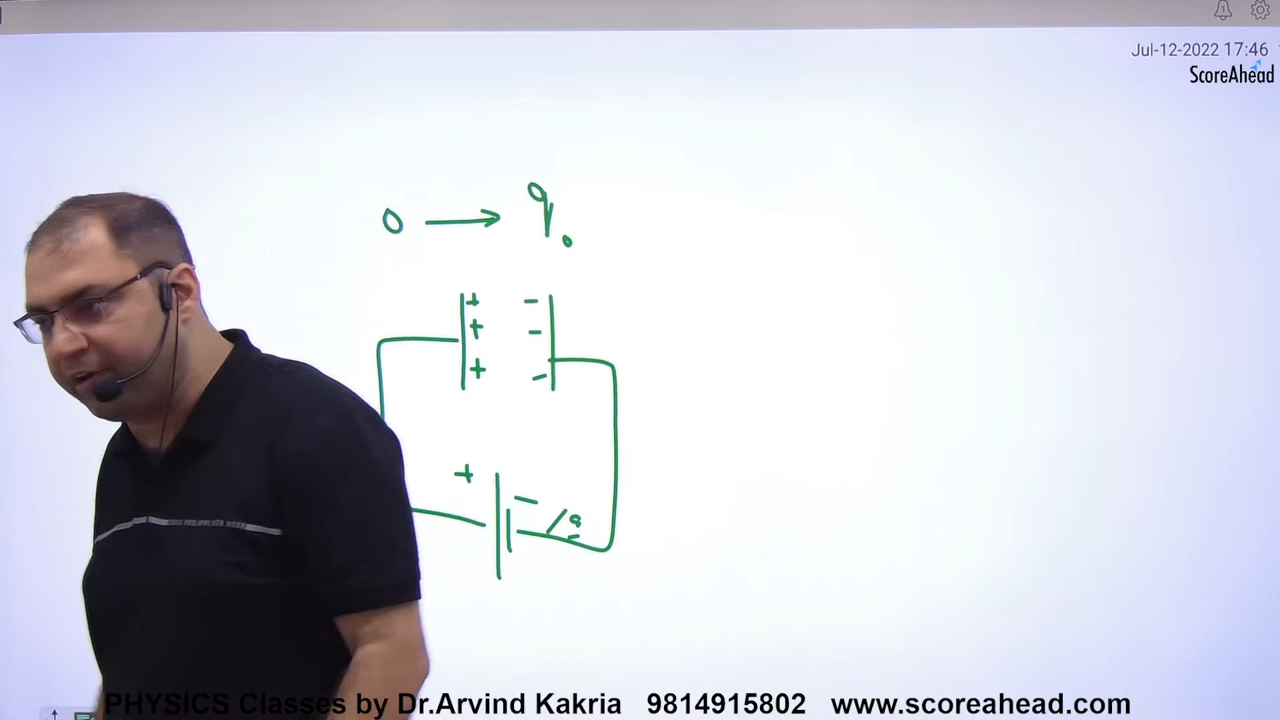 Jul-12-2022 17:46
ScoreAhead
0 → q₀
+ -
+ -
+ -
+ -
PHYSICS Classes by Dr.Arvind Kakria 9814915802 www.scoreahead.com